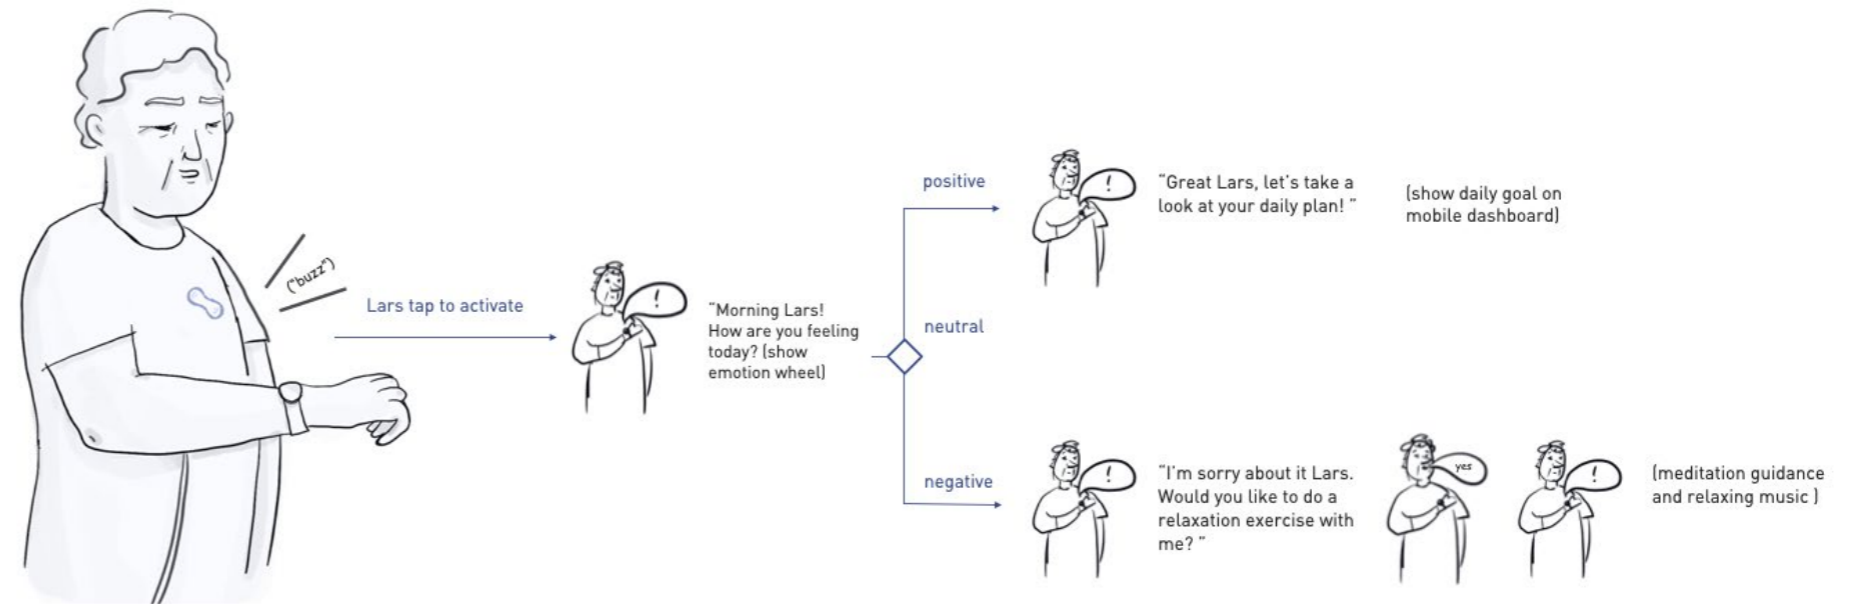 ("buzz")
Lars tap to activate
!
"Morning Lars!
How are you feeling
today? (show
emotion wheel)
positive
!
"Great Lars, let's take a
look at your daily plan! "
(show daily goal on
mobile dashboard)
neutral
negative
!
"I'm sorry about it Lars.
Would you like to do a
relaxation exercise with
me? "
yes
!
(meditation guidance
and relaxing music )